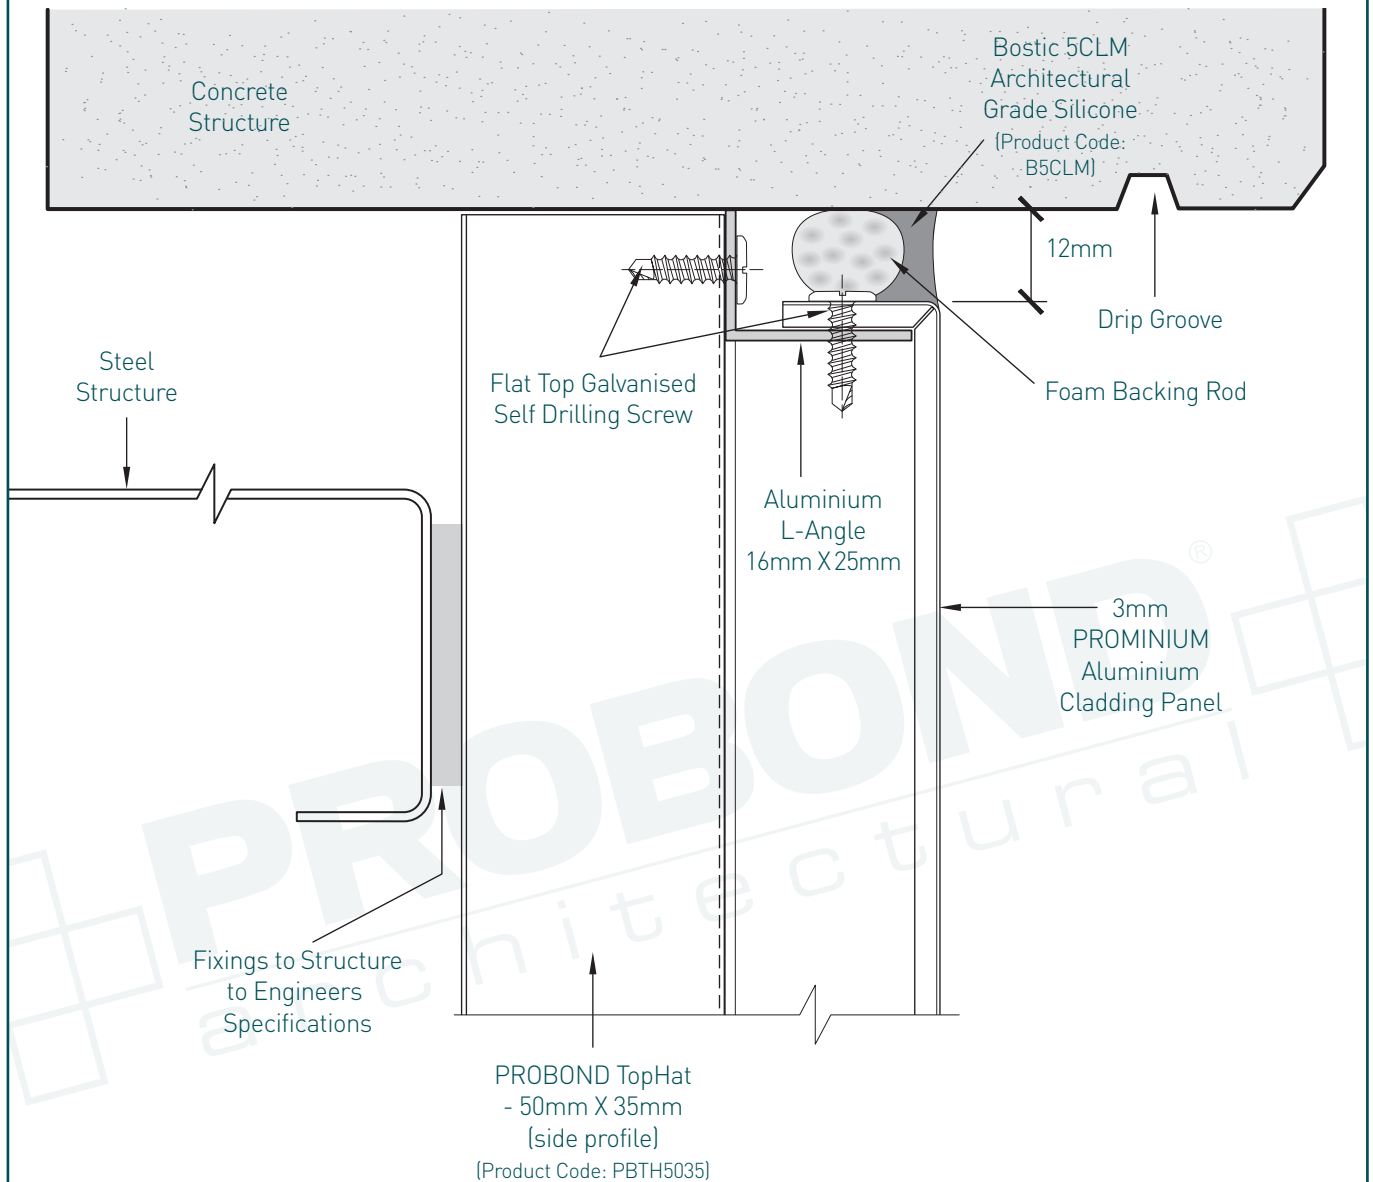 Concrete
Structure
Bostic 5CLM
Architectural
Grade Silicone
(Product Code:
B5CLM)
12mm
Drip Groove
Steel
Structure
Flat Top Galvanised
Self Drilling Screw
Foam Backing Rod
Aluminium
L-Angle
16mm X 25mm
3mm
PROMINIUM
Aluminium
Cladding Panel
PROBOND®
architectural
Fixings to Structure
to Engineers
Specifications
PROBOND TopHat
- 50mm X 35mm
(side profile)
(Product Code: PBTH5035)